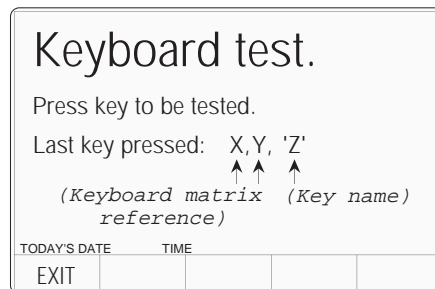 Keyboard test.
Press key to be tested.
Last key pressed: X,Y, 'Z'
(Keyboard matrix (Key name)
reference)
TODAY'S DATE TIME
EXIT